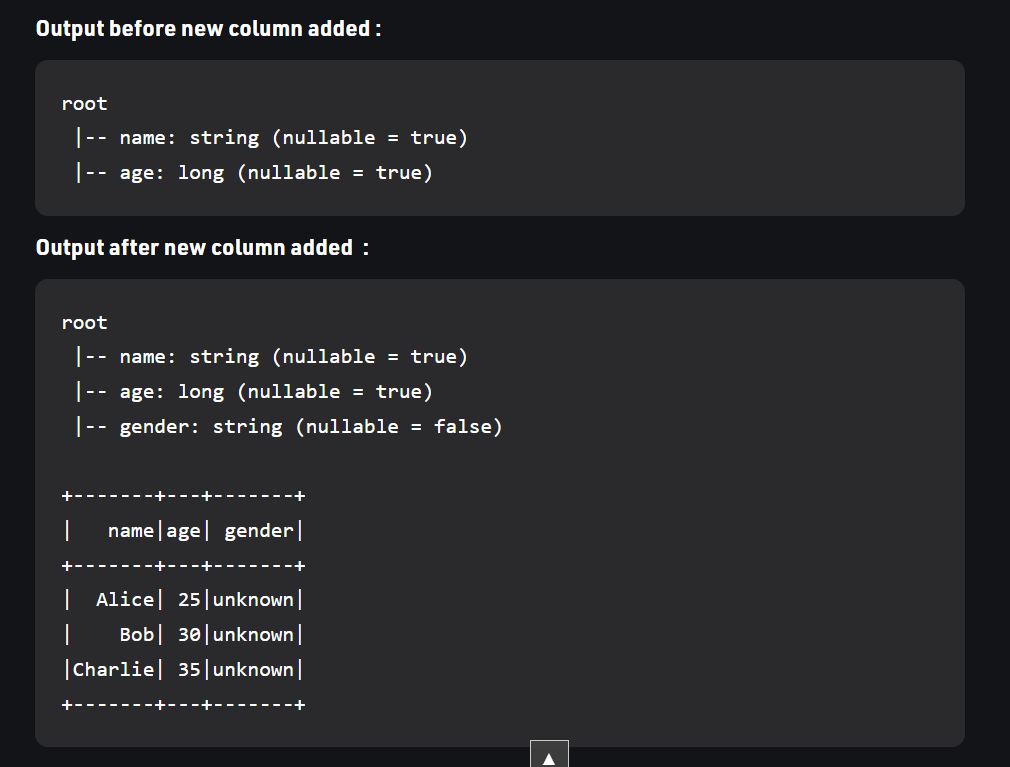 Output before new column added :
root
 |-- name: string (nullable = true)
 |-- age: long (nullable = true)
Output after new column added  :
root
 |-- name: string (nullable = true)
 |-- age: long (nullable = true)
 |-- gender: string (nullable = false)
+-------+---+-------+
|   name|age| gender|
+-------+---+-------+
|  Alice| 25|unknown|
|    Bob| 30|unknown|
|Charlie| 35|unknown|
+-------+---+-------+
▲